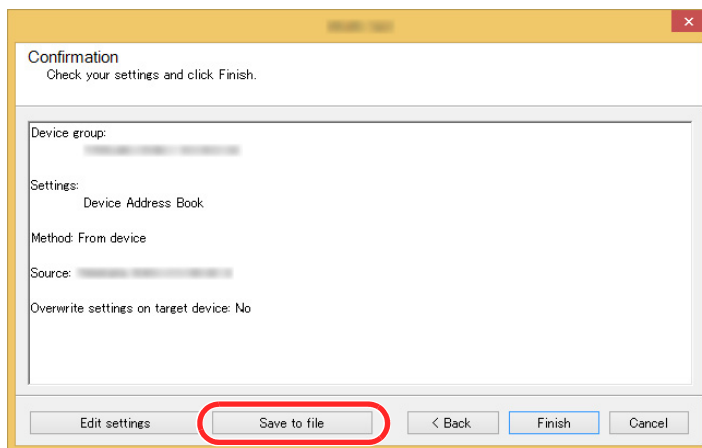 Confirmation
Check your settings and click Finish.
Device group:
Settings:
Device Address Book
Method: From device
Source:
Overwrite settings on target device: No
Edit settings
Save to file
< Back
Finish
Cancel